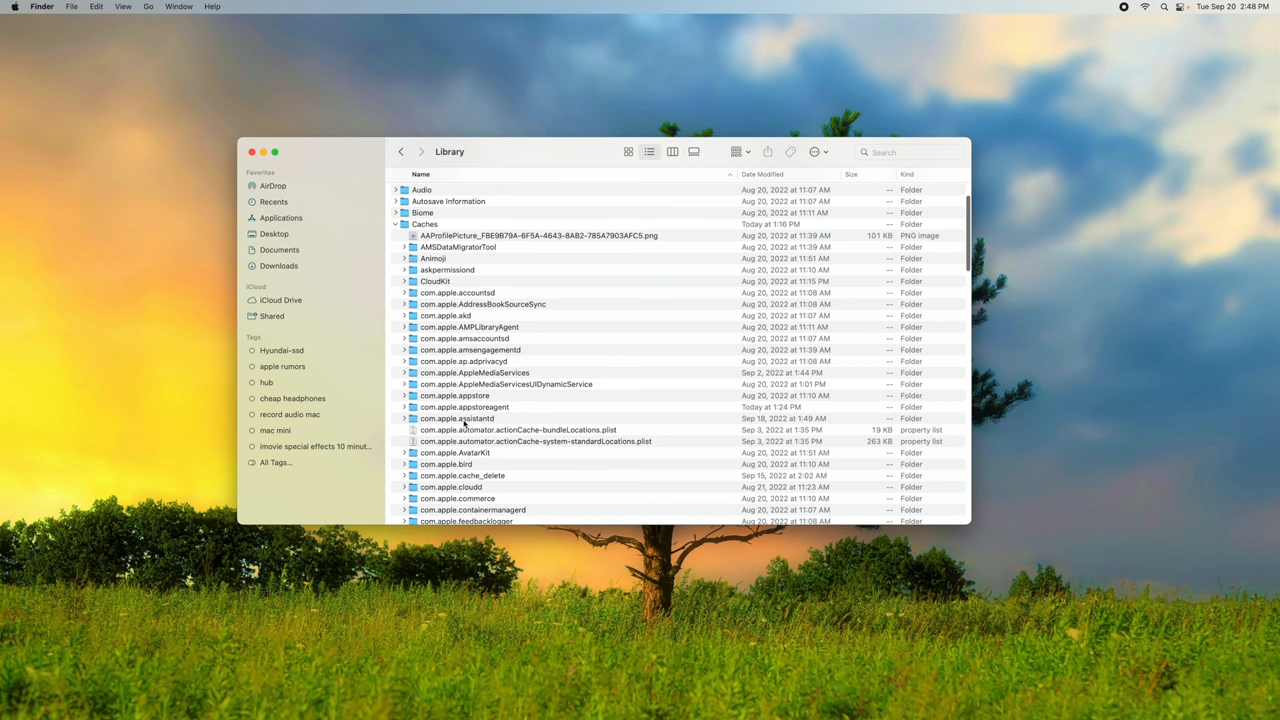 Finder File Edit View Go Window Help Tue Sep 20 2:48 PM
Library Search
Favorites
AirDrop
Recents
Applications
Desktop
Documents
Downloads
iCloud
iCloud Drive
Shared
Tags
Hyundai-ssd
apple rumors
hub
cheap headphones
record audio mac
mac mini
imovie special effects 10 minut...
All Tags...
Name Date Modified Size Kind
Audio Aug 20, 2022 at 11:07 AM -- Folder
Autosave Information Aug 20, 2022 at 11:07 AM -- Folder
Biome Aug 20, 2022 at 11:11 AM -- Folder
Caches Today at 1:16 PM -- Folder
AAProfilePicture_FBE9B79A-6F5A-4643-8AB2-785A7903AFC5.png Aug 20, 2022 at 11:39 AM 101 KB PNG image
AMSDataMigratorTool Aug 20, 2022 at 11:39 AM -- Folder
Animoji Aug 20, 2022 at 11:51 AM -- Folder
askpermissiond Aug 20, 2022 at 11:10 AM -- Folder
CloudKit Aug 20, 2022 at 11:15 PM -- Folder
com.apple.accountsd Aug 20, 2022 at 11:08 AM -- Folder
com.apple.AddressBookSourceSync Aug 20, 2022 at 11:08 AM -- Folder
com.apple.akd Aug 20, 2022 at 11:07 AM -- Folder
com.apple.AMPLibraryAgent Aug 20, 2022 at 11:11 AM -- Folder
com.apple.amsaccountsd Aug 20, 2022 at 11:07 AM -- Folder
com.apple.amsengagementd Aug 20, 2022 at 11:39 AM -- Folder
com.apple.ap.adprivacyd Aug 20, 2022 at 11:08 AM -- Folder
com.apple.AppleMediaServices Sep 2, 2022 at 1:44 PM -- Folder
com.apple.AppleMediaServicesUIDynamicService Aug 20, 2022 at 1:01 PM -- Folder
com.apple.appstore Aug 20, 2022 at 11:10 AM -- Folder
com.apple.appstoreagent Today at 1:24 PM -- Folder
com.apple.assistantd Sep 18, 2022 at 1:49 AM -- Folder
com.apple.automator.actionCache-bundleLocations.plist Sep 3, 2022 at 1:35 PM 19 KB property list
com.apple.automator.actionCache-system-standardLocations.plist Sep 3, 2022 at 1:35 PM 263 KB property list
com.apple.AvatarKit Aug 20, 2022 at 11:51 AM -- Folder
com.apple.bird Aug 20, 2022 at 11:10 AM -- Folder
com.apple.cache_delete Sep 15, 2022 at 2:02 AM -- Folder
com.apple.cloudd Aug 21, 2022 at 11:23 AM -- Folder
com.apple.commerce Aug 20, 2022 at 11:10 AM -- Folder
com.apple.containermanagerd Aug 20, 2022 at 11:07 AM -- Folder
com.apple.feedbacklogger Aug 20, 2022 at 11:08 AM -- Folder